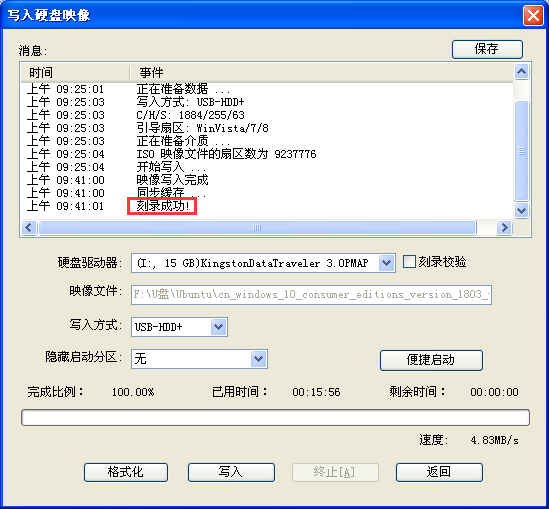 写入硬盘映像
消息:
保存
时间 事件
上午 09:25:01 正在准备数据 ...
上午 09:25:03 写入方式: USB-HDD+
上午 09:25:03 C/H/S: 1884/255/63
上午 09:25:03 引导扇区: WinVista/7/8
上午 09:25:03 正在准备介质 ...
上午 09:25:04 ISO 映像文件的扇区数为 9237776
上午 09:25:04 开始写入 ...
上午 09:41:00 映像写入完成
上午 09:41:00 同步缓存 ...
上午 09:41:01 刻录成功!
硬盘驱动器: (I:, 15 GB)KingstonDataTraveler 3.0PMAP 刻录校验
映像文件: F:\U盘\Ubuntu\cn_windows_10_consumer_editions_version_1803_
写入方式: USB-HDD+
隐藏启动分区: 无 便捷启动
完成比例: 100.00% 已用时间: 00:15:56 剩余时间: 00:00:00
速度: 4.83MB/s
格式化 写入 终止[A] 返回